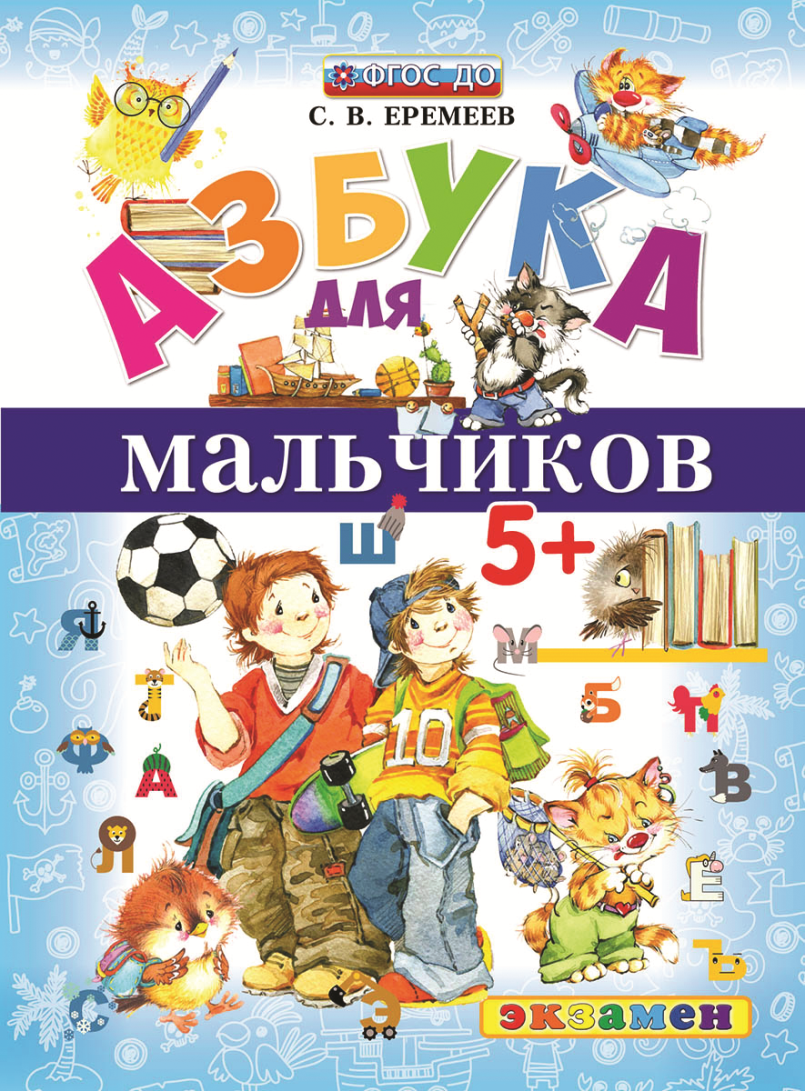 ФГОС ДО
С. В. ЕРЕМЕЕВ
АЗБУКА
для
мальчиков
5+
Ш
Я
М
Т
Б
П
Ф
А
В
Л
Ё
С
Э
Ъ
10
экзамен